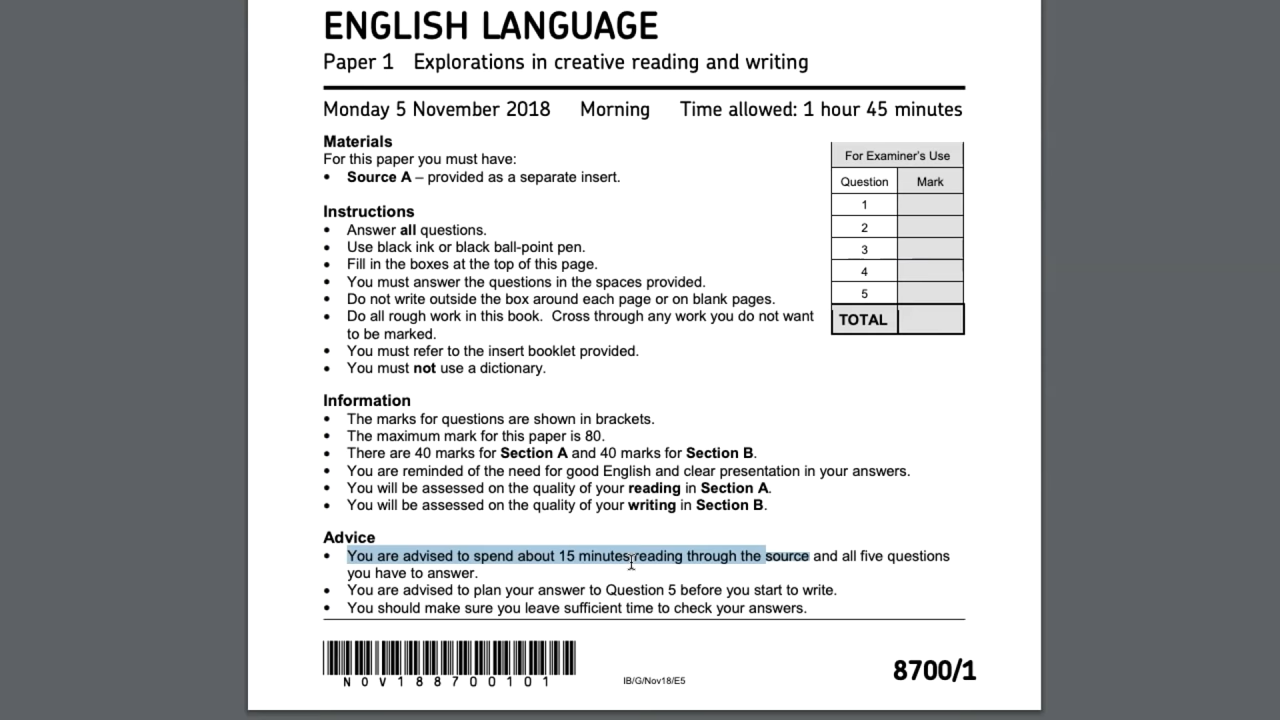 ENGLISH LANGUAGE
Paper 1 Explorations in creative reading and writing
Monday 5 November 2018 Morning Time allowed: 1 hour 45 minutes
Materials
For this paper you must have:
• Source A – provided as a separate insert.
Instructions
• Answer all questions.
• Use black ink or black ball-point pen.
• Fill in the boxes at the top of this page.
• You must answer the questions in the spaces provided.
• Do not write outside the box around each page or on blank pages.
• Do all rough work in this book. Cross through any work you do not want
to be marked.
• You must refer to the insert booklet provided.
• You must not use a dictionary.
For Examiner's Use
Question Mark
1
2
3
4
5
TOTAL
Information
• The marks for questions are shown in brackets.
• The maximum mark for this paper is 80.
• There are 40 marks for Section A and 40 marks for Section B.
• You are reminded of the need for good English and clear presentation in your answers.
• You will be assessed on the quality of your reading in Section A.
• You will be assessed on the quality of your writing in Section B.
Advice
• You are advised to spend about 15 minutes reading through the source and all five questions
you have to answer.
• You are advised to plan your answer to Question 5 before you start to write.
• You should make sure you leave sufficient time to check your answers.
NOV188700101
IB/G/Nov18/E5
8700/1